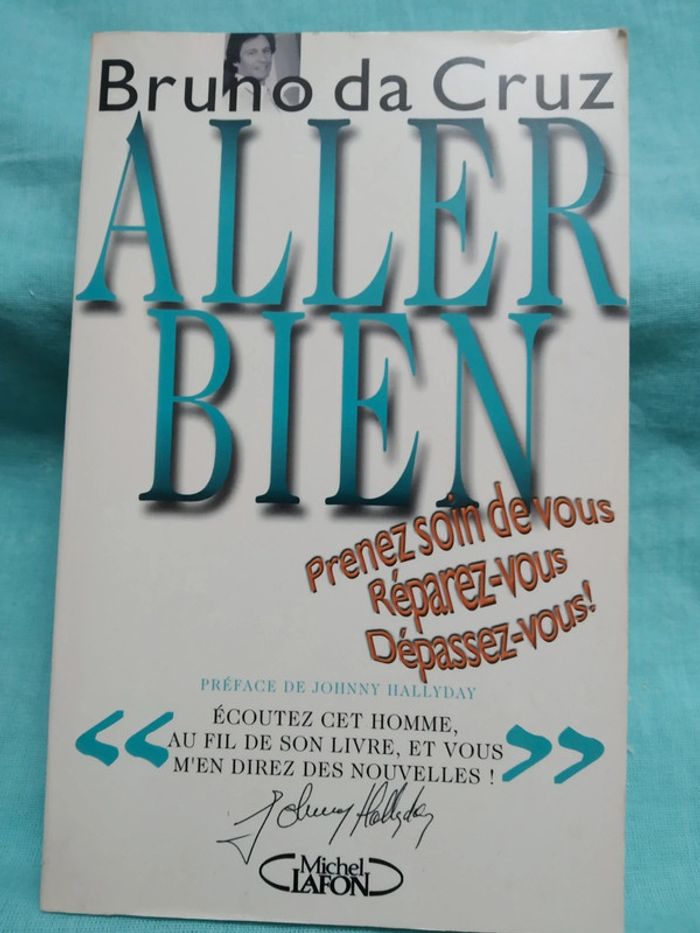 Bruno da Cruz
ALLER
BIEN
Prenez soin de vous
Réparez-vous
Dépassez-vous!
PRÉFACE DE JOHNNY HALLYDAY
« ÉCOUTEZ CET HOMME,
AU FIL DE SON LIVRE, ET VOUS
M'EN DIREZ DES NOUVELLES ! »
Johnny Hallyday
Michel
LAFON